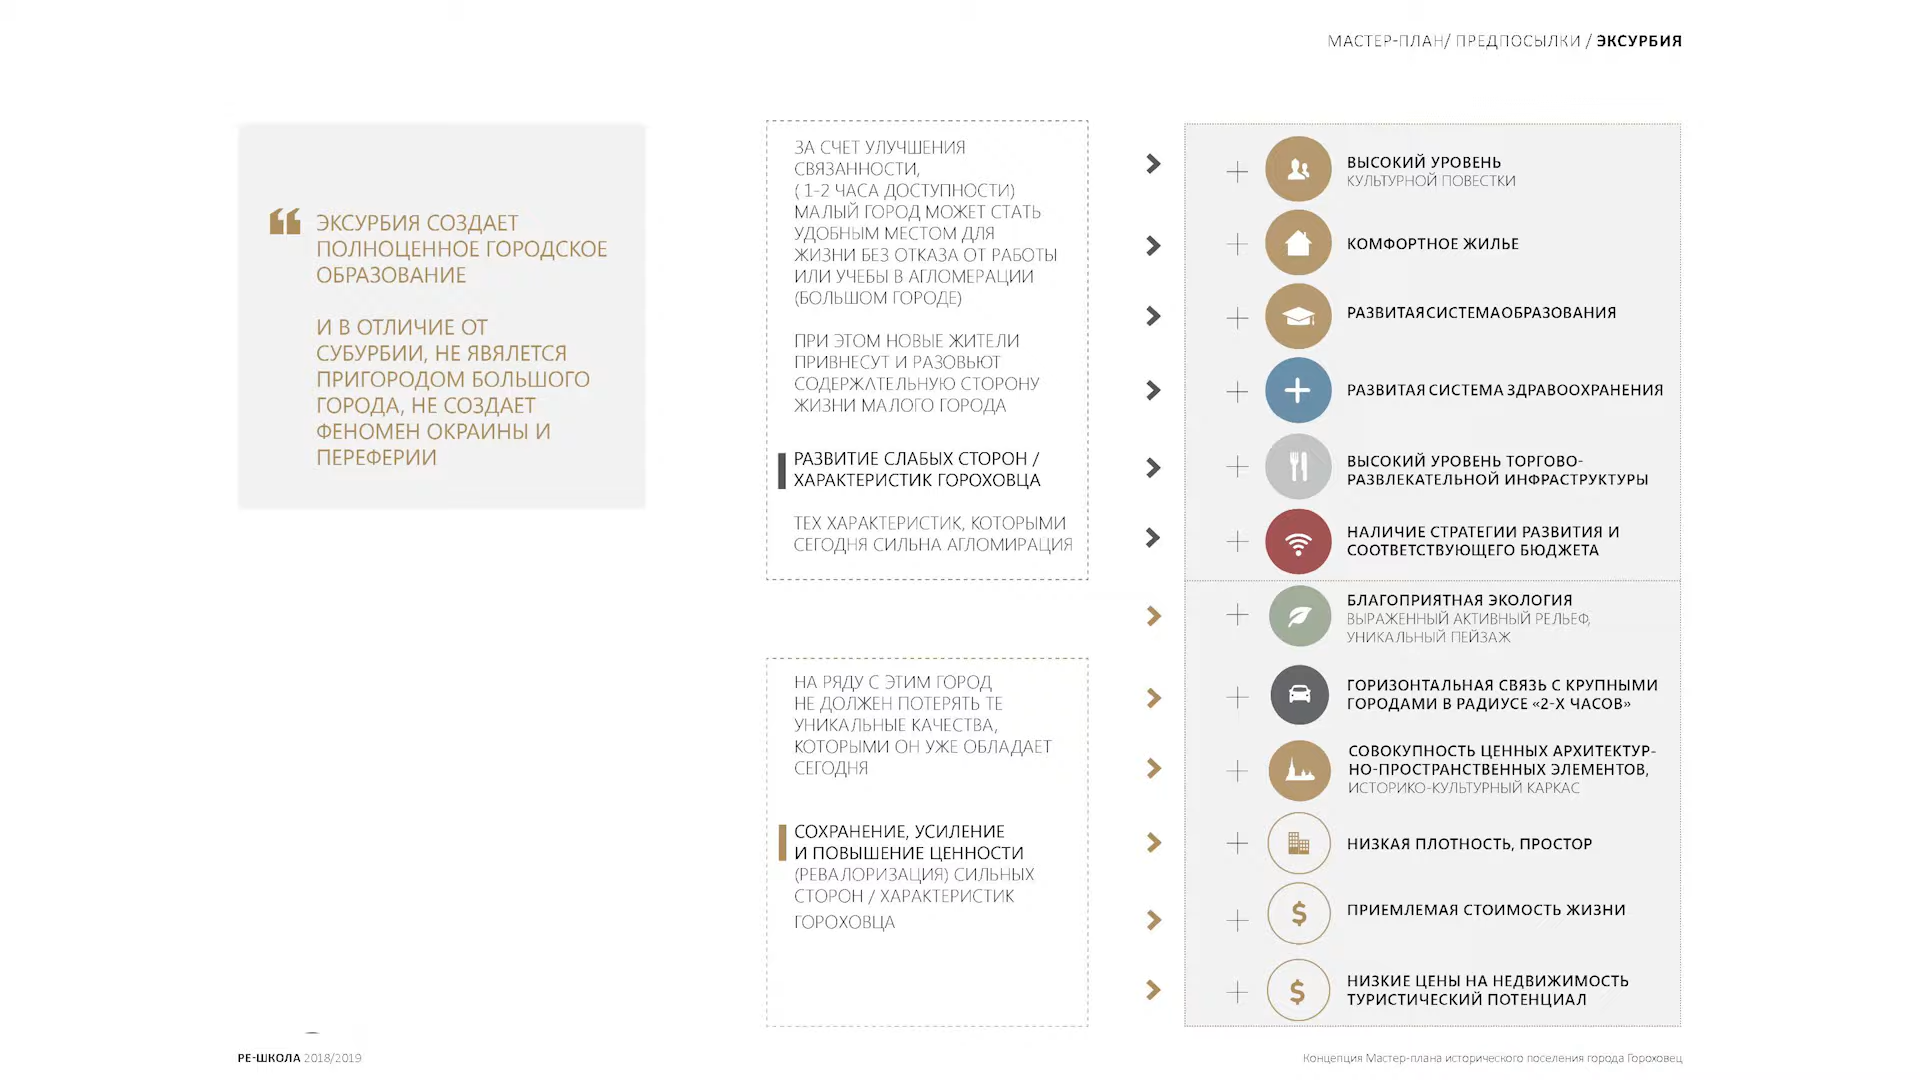 МАСТЕР-ПЛАН/ ПРЕДПОСЫЛКИ / ЭКСУРБИЯ
ЭКСУРБИЯ СОЗДАЕТ
ПОЛНОЦЕННОЕ ГОРОДСКОЕ
ОБРАЗОВАНИЕ
И В ОТЛИЧИЕ ОТ
СУБУРБИИ, НЕ ЯВЯЛЕТСЯ
ПРИГОРОДОМ БОЛЬШОГО
ГОРОДА, НЕ СОЗДАЕТ
ФЕНОМЕН ОКРАИНЫ И
ПЕРЕФЕРИИ
ЗА СЧЕТ УЛУЧШЕНИЯ
СВЯЗАННОСТИ,
( 1-2 ЧАСА ДОСТУПНОСТИ)
МАЛЫЙ ГОРОД МОЖЕТ СТАТЬ
УДОБНЫМ МЕСТОМ ДЛЯ
ЖИЗНИ БЕЗ ОТКАЗА ОТ РАБОТЫ
ИЛИ УЧЕБЫ В АГЛОМЕРАЦИИ
(БОЛЬШОМ ГОРОДЕ)
ПРИ ЭТОМ НОВЫЕ ЖИТЕЛИ
ПРИВНЕСУТ И РАЗОВЬЮТ
СОДЕРЖАТЕЛЬНУЮ СТОРОНУ
ЖИЗНИ МАЛОГО ГОРОДА
РАЗВИТИЕ СЛАБЫХ СТОРОН /
ХАРАКТЕРИСТИК ГОРОХОВЦА
ТЕХ ХАРАКТЕРИСТИК, КОТОРЫМИ
СЕГОДНЯ СИЛЬНА АГЛОМИРАЦИЯ
НА РЯДУ С ЭТИМ ГОРОД
НЕ ДОЛЖЕН ПОТЕРЯТЬ ТЕ
УНИКАЛЬНЫЕ КАЧЕСТВА,
КОТОРЫМИ ОН УЖЕ ОБЛАДАЕТ
СЕГОДНЯ
СОХРАНЕНИЕ, УСИЛЕНИЕ
И ПОВЫШЕНИЕ ЦЕННОСТИ
(РЕВАЛОРИЗАЦИЯ) СИЛЬНЫХ
СТОРОН / ХАРАКТЕРИСТИК
ГОРОХОВЦА
ВЫСОКИЙ УРОВЕНЬ
КУЛЬТУРНОЙ ПОВЕСТКИ
КОМФОРТНОЕ ЖИЛЬЕ
РАЗВИТАЯ СИСТЕМА ОБРАЗОВАНИЯ
РАЗВИТАЯ СИСТЕМА ЗДРАВООХРАНЕНИЯ
ВЫСОКИЙ УРОВЕНЬ ТОРГОВО-
РАЗВЛЕКАТЕЛЬНОЙ ИНФРАСТРУКТУРЫ
НАЛИЧИЕ СТРАТЕГИИ РАЗВИТИЯ И
СООТВЕТСТВУЮЩЕГО БЮДЖЕТА
БЛАГОПРИЯТНАЯ ЭКОЛОГИЯ
ВЫРАЖЕННЫЙ АКТИВНЫЙ РЕЛЬЕФ,
УНИКАЛЬНЫЙ ПЕЙЗАЖ
ГОРИЗОНТАЛЬНАЯ СВЯЗЬ С КРУПНЫМИ
ГОРОДАМИ В РАДИУСЕ «2-Х ЧАСОВ»
СОВОКУПНОСТЬ ЦЕННЫХ АРХИТЕКТУР-
НО-ПРОСТРАНСТВЕННЫХ ЭЛЕМЕНТОВ,
ИСТОРИКО-КУЛЬТУРНЫЙ КАРКАС
НИЗКАЯ ПЛОТНОСТЬ, ПРОСТОР
ПРИЕМЛЕМАЯ СТОИМОСТЬ ЖИЗНИ
НИЗКИЕ ЦЕНЫ НА НЕДВИЖИМОСТЬ
ТУРИСТИЧЕСКИЙ ПОТЕНЦИАЛ
РЕ-ШКОЛА 2018/2019
Концепция Мастер-плана исторического поселения города Гороховец